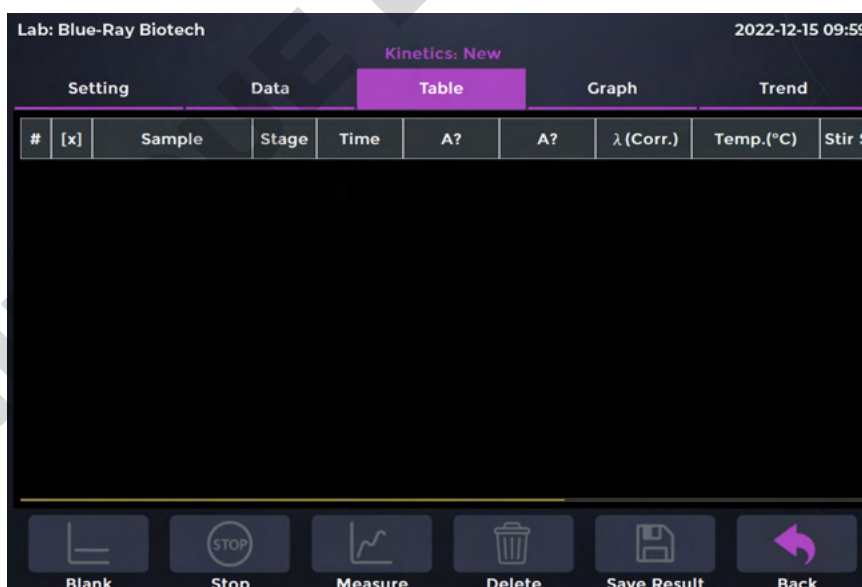 Lab: Blue-Ray Biotech 2022-12-15 09:59
Kinetics: New
Setting Data Table Graph Trend
# [x] Sample Stage Time A? A? λ(Corr.) Temp.(°C) Stir
STOP
Blank Stop Measure Delete Save Result Back